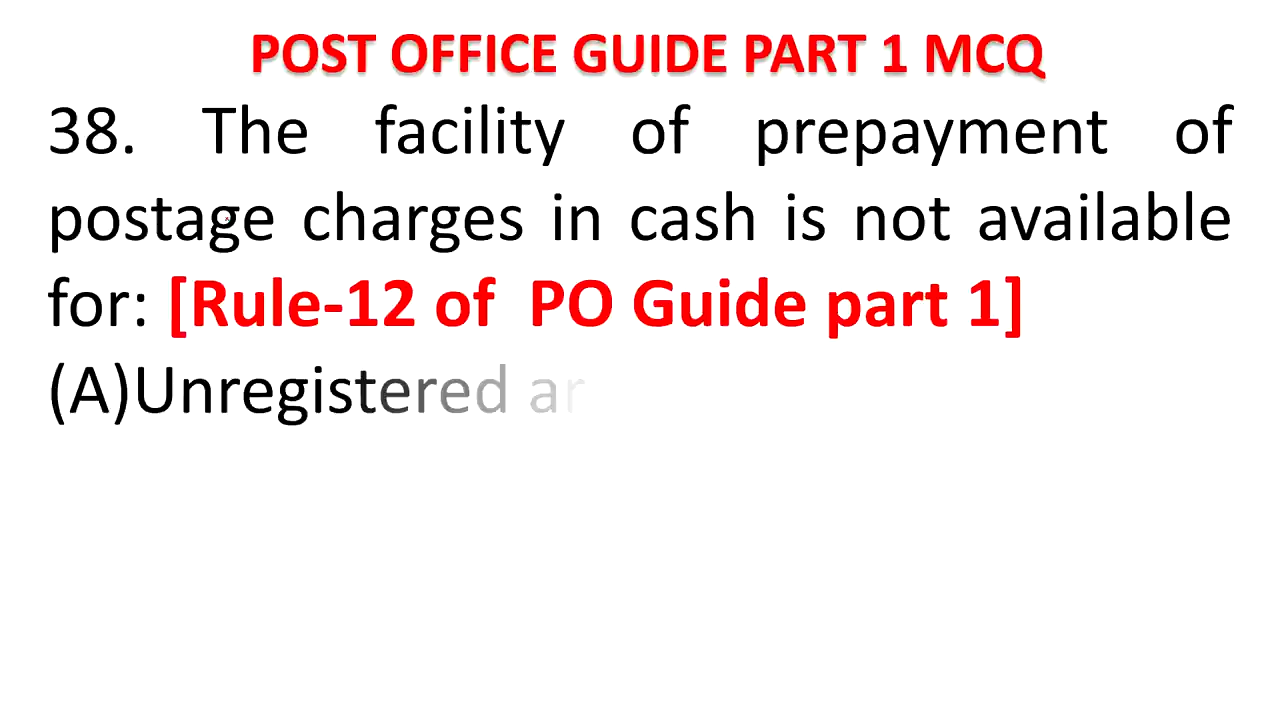 POST OFFICE GUIDE PART 1 MCQ
38. The facility of prepayment of
postage charges in cash is not available
for: [Rule-12 of PO Guide part 1]
(A)Unregistered ar